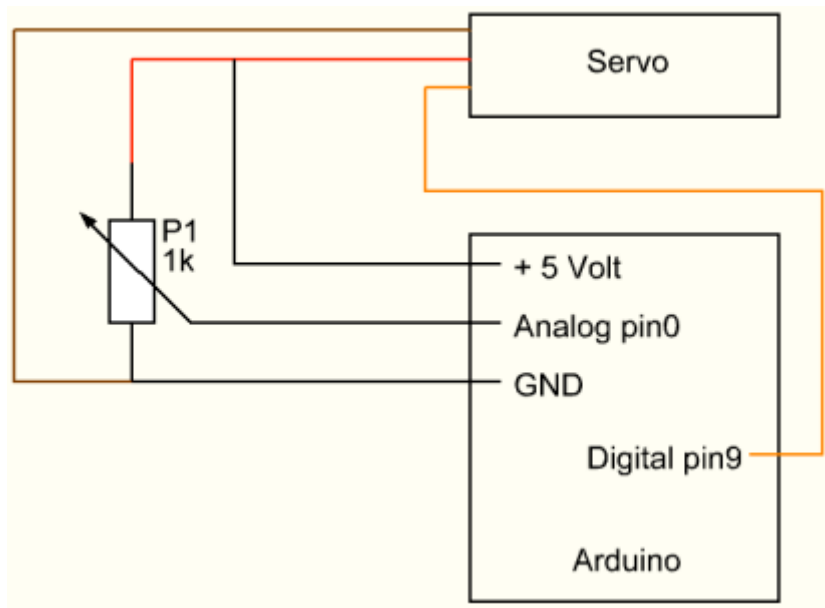 Servo
P1
1k
+ 5 Volt
Analog pin0
GND
Digital pin9
Arduino